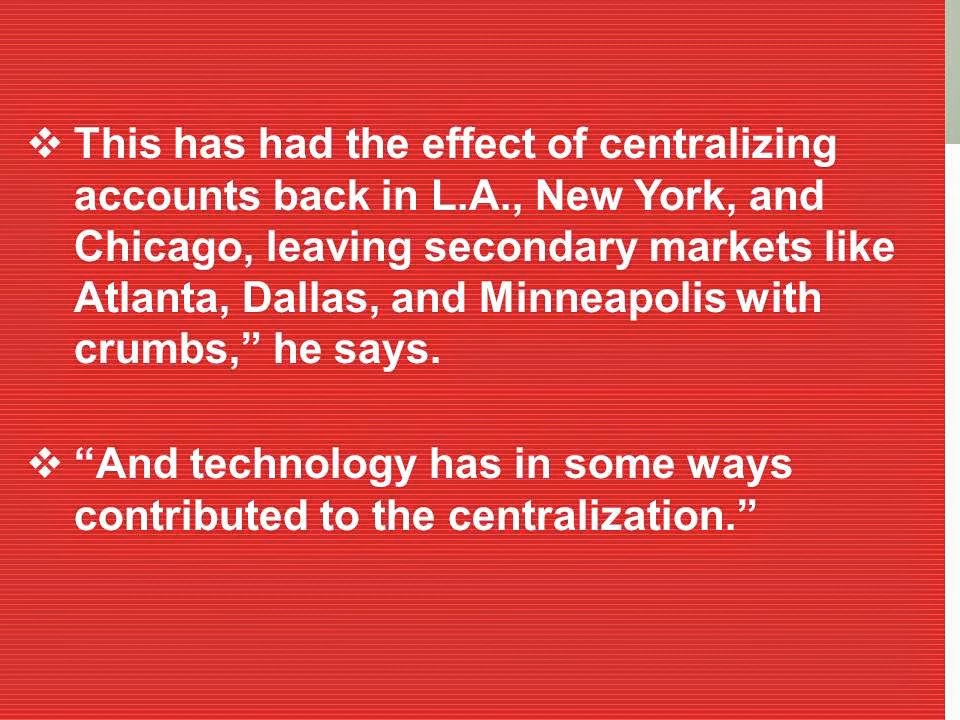 ❖ This has had the effect of centralizing
accounts back in L.A., New York, and
Chicago, leaving secondary markets like
Atlanta, Dallas, and Minneapolis with
crumbs,” he says.
❖ “And technology has in some ways
contributed to the centralization.”